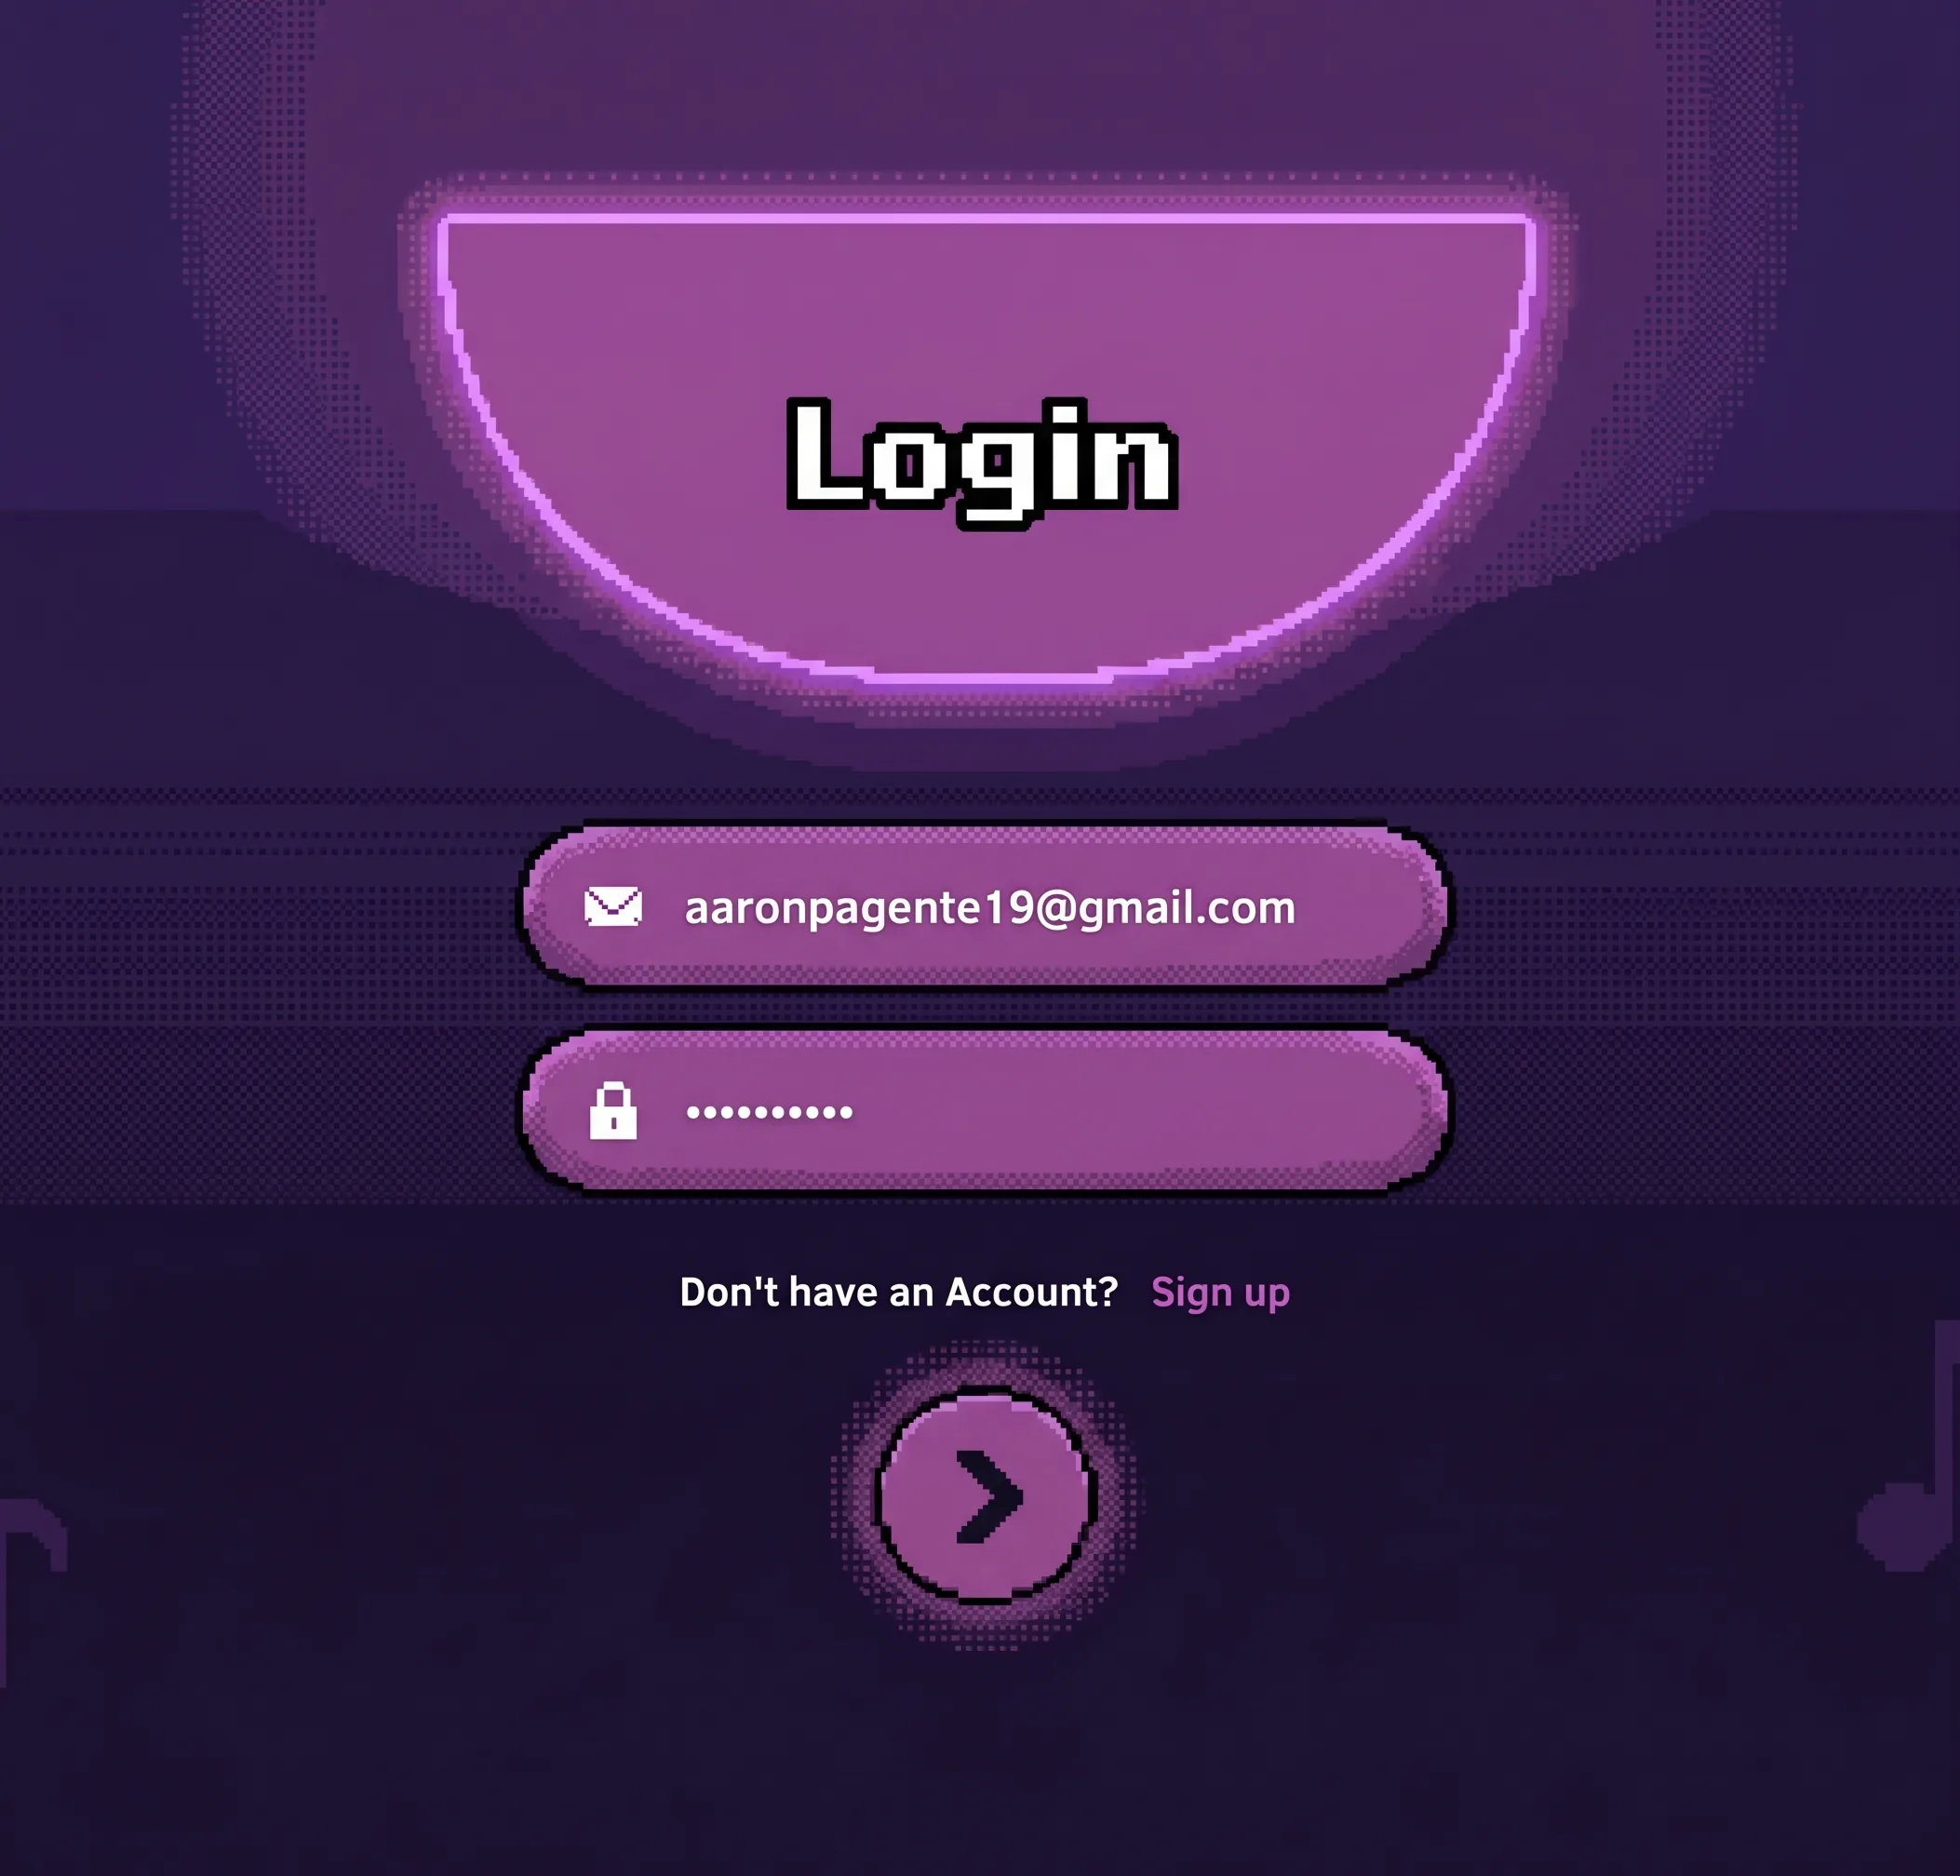 Login
aaronpagente19@gmail.com
••••••••••
Don't have an Account? Sign up